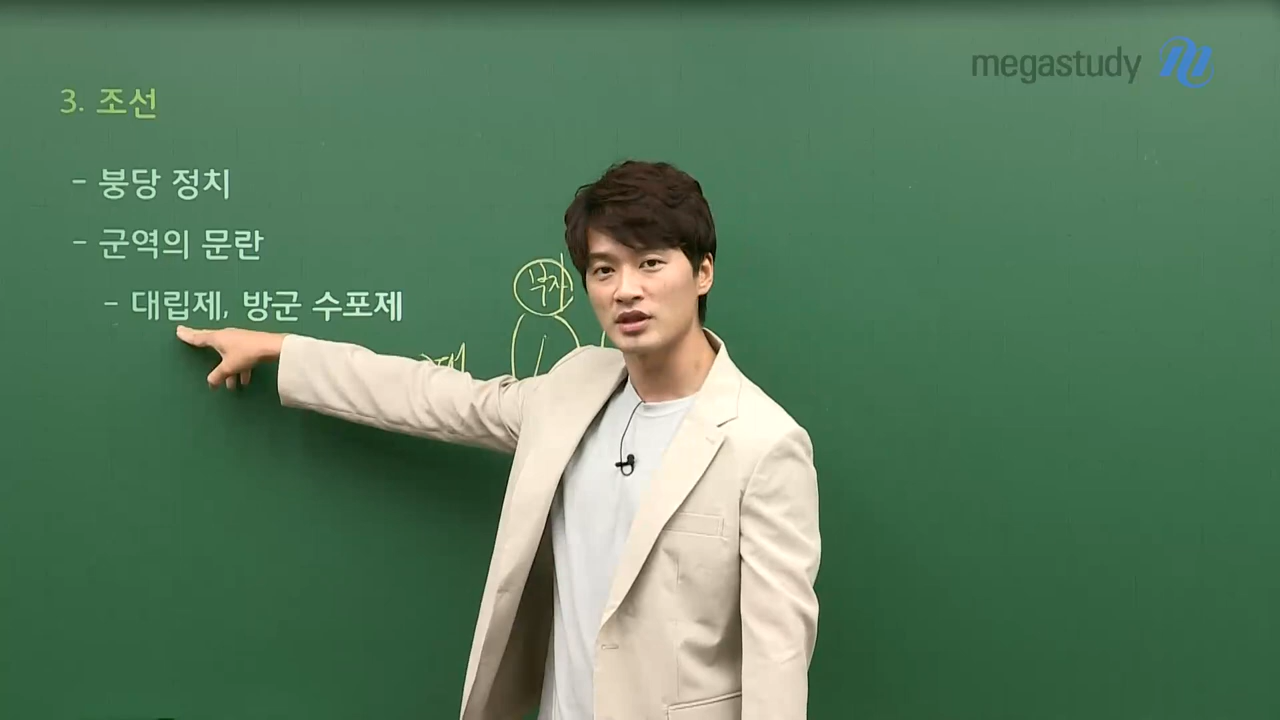 megastudy
3. 조선
- 붕당 정치
- 군역의 문란
- 대립제, 방군 수포제
부자